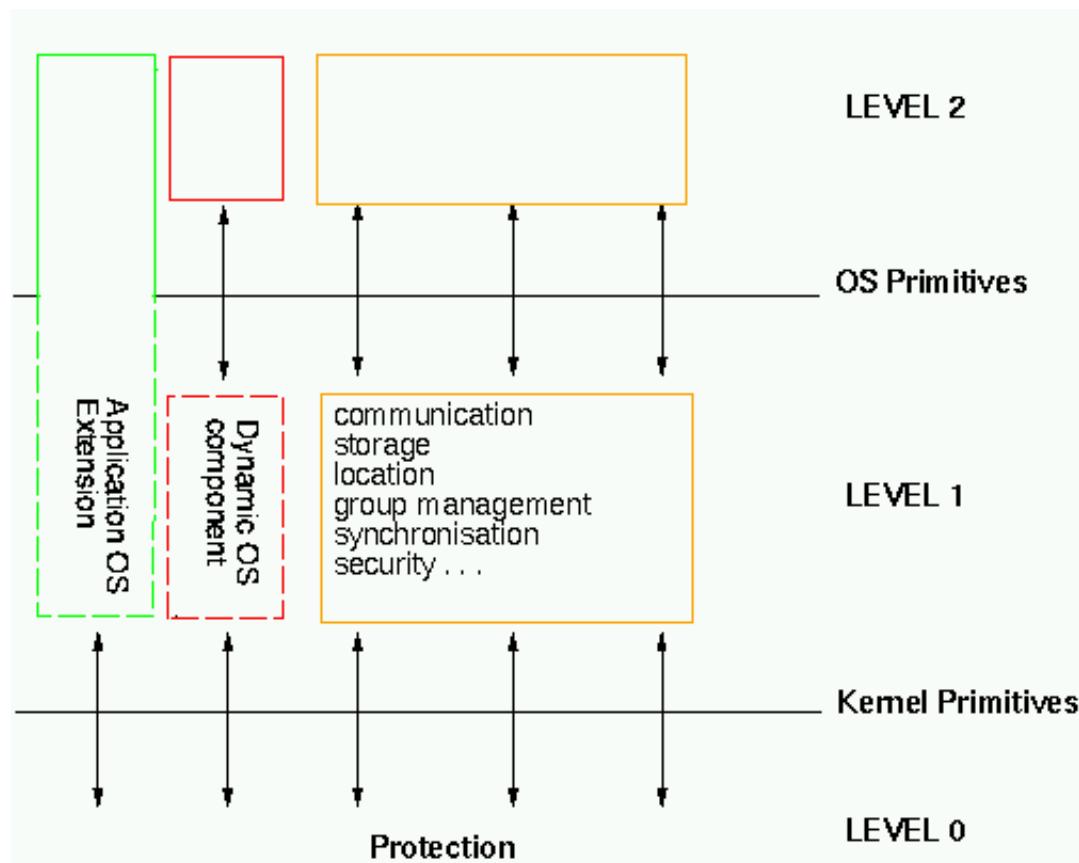 LEVEL 2
OS Primitives
Application OS
Extension
Dynamic OS
component
communication
storage
location
group management
synchronisation
security . . .
LEVEL 1
Kernel Primitives
LEVEL 0
Protection